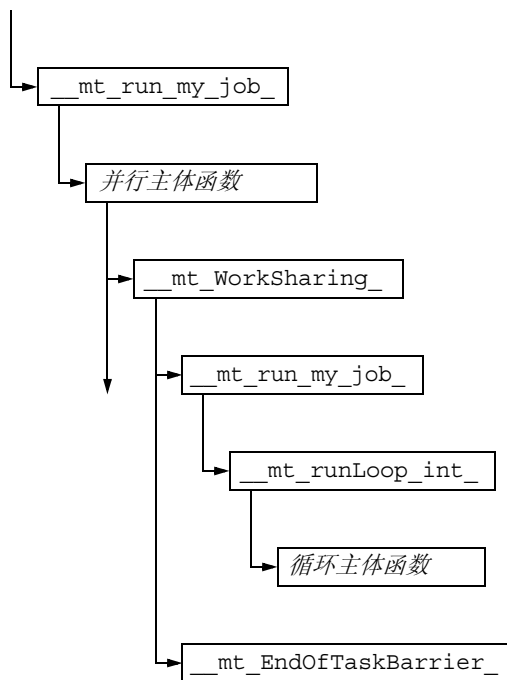 __mt_run_my_job_
并行主体函数
__mt_WorkSharing_
__mt_run_my_job_
__mt_runLoop_int_
循环主体函数
__mt_EndOfTaskBarrier_